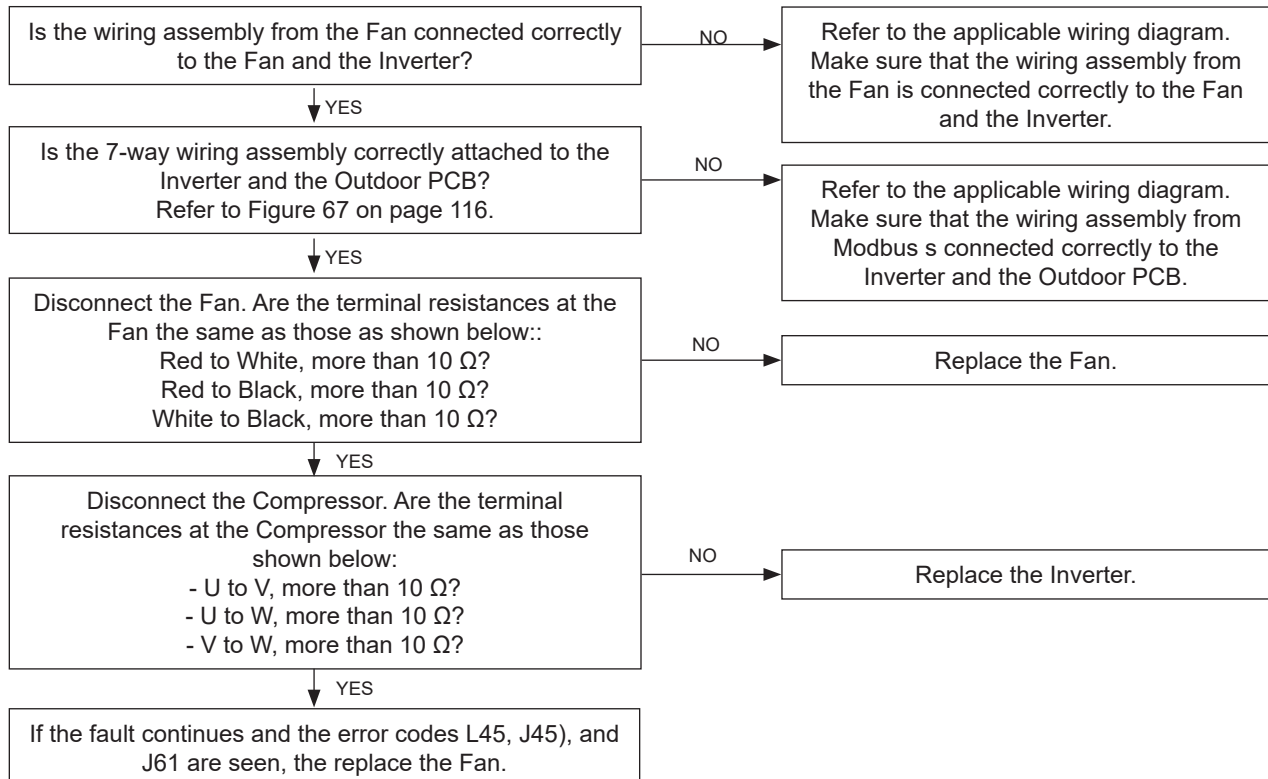 Is the wiring assembly from the Fan connected correctly
to the Fan and the Inverter?
NO
Refer to the applicable wiring diagram.
Make sure that the wiring assembly from
the Fan is connected correctly to the Fan
and the Inverter.
YES
Is the 7-way wiring assembly correctly attached to the
Inverter and the Outdoor PCB?
Refer to Figure 67 on page 116.
NO
Refer to the applicable wiring diagram.
Make sure that the wiring assembly from
Modbus s connected correctly to the
Inverter and the Outdoor PCB.
YES
Disconnect the Fan. Are the terminal resistances at the
Fan the same as those as shown below::
Red to White, more than 10 Ω?
Red to Black, more than 10 Ω?
White to Black, more than 10 Ω?
NO
Replace the Fan.
YES
Disconnect the Compressor. Are the terminal
resistances at the Compressor the same as those
shown below:
- U to V, more than 10 Ω?
- U to W, more than 10 Ω?
- V to W, more than 10 Ω?
NO
Replace the Inverter.
YES
If the fault continues and the error codes L45, J45), and
J61 are seen, the replace the Fan.